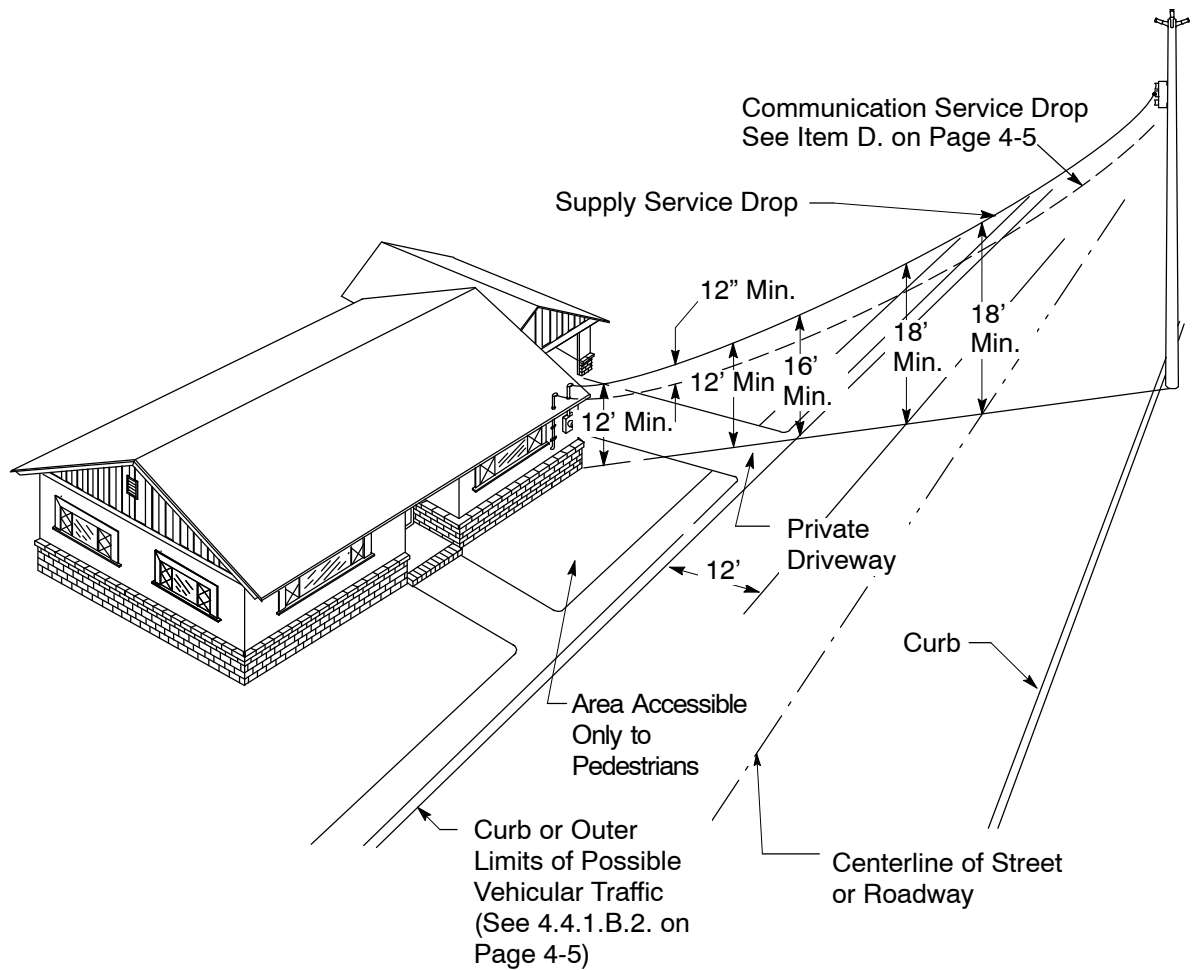 Communication Service Drop
See Item D. on Page 4-5
Supply Service Drop
12” Min.
18’
Min.
18’
Min.
16’
Min.
12’ Min
12’ Min.
Private
Driveway
12’
Curb
Area Accessible
Only to
Pedestrians
Curb or Outer
Limits of Possible
Vehicular Traffic
(See 4.4.1.B.2. on
Page 4-5)
Centerline of Street
or Roadway